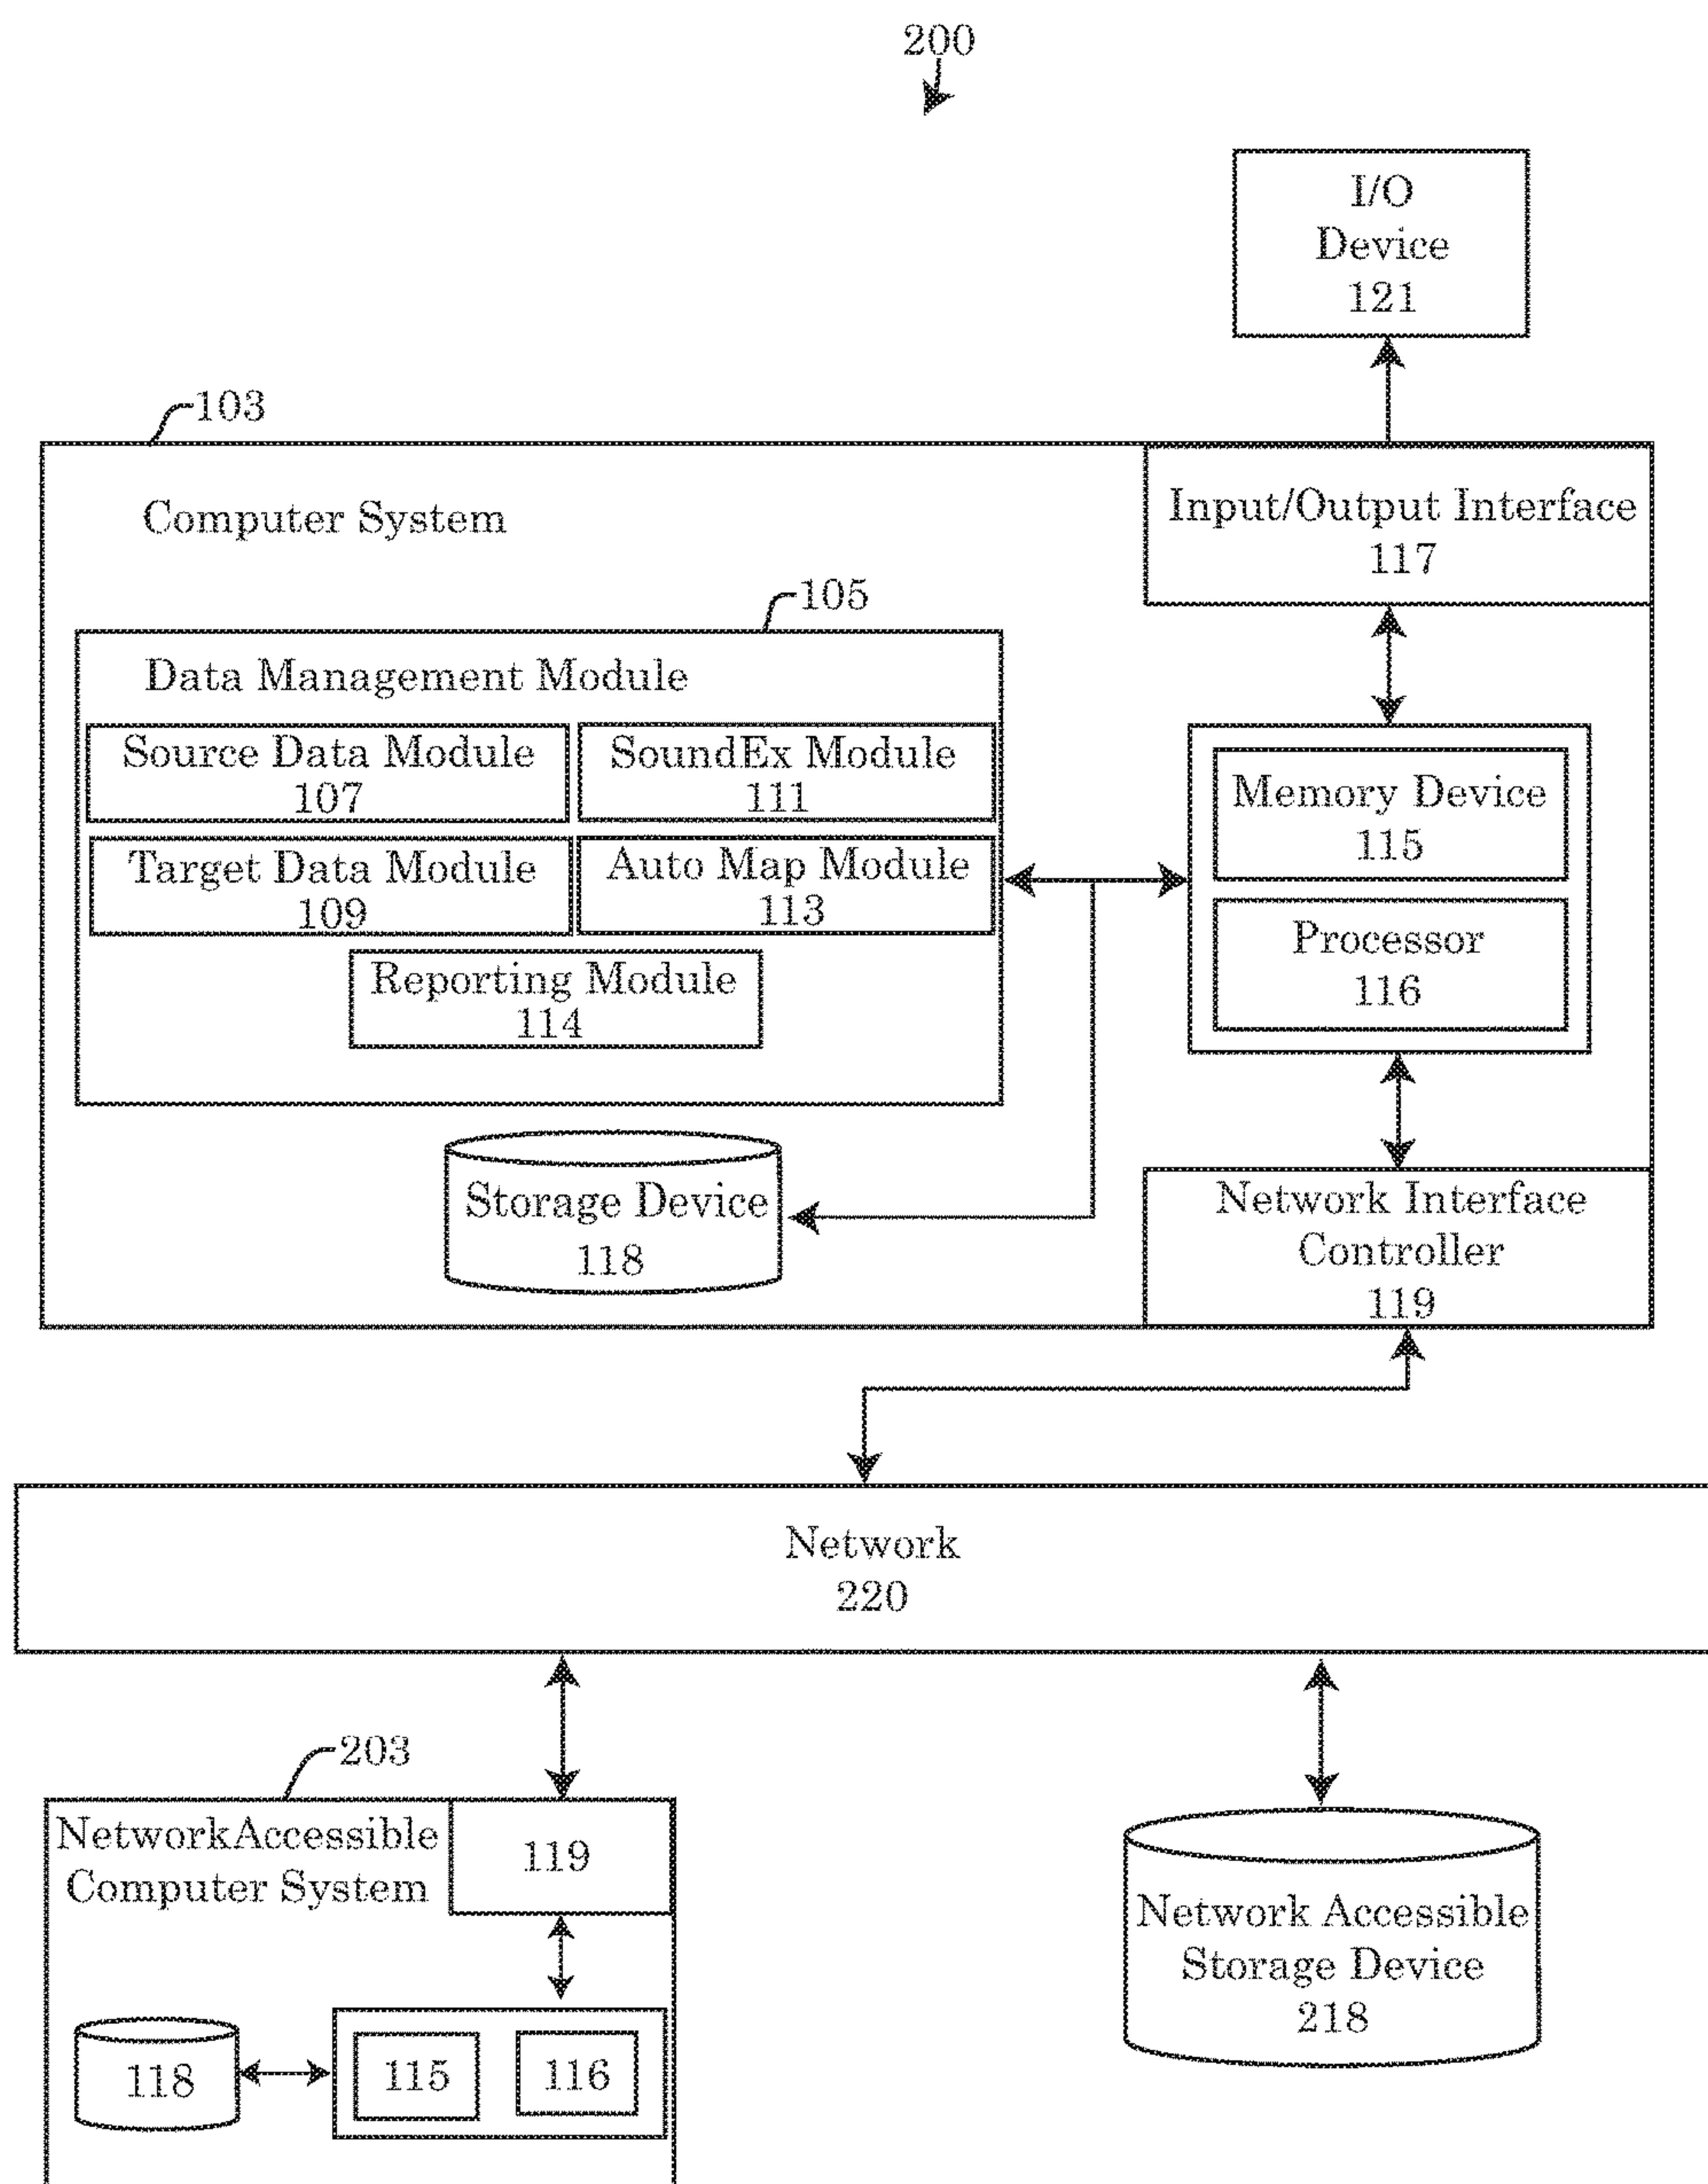 200
I/O
Device
121
103
Computer System
Input/Output Interface
117
105
Data Management Module
Source Data Module
107
SoundEx Module
111
Target Data Module
109
Auto Map Module
113
Reporting Module
114
Memory Device
115
Processor
116
Storage Device
118
Network Interface
Controller
119
Network
220
203
NetworkAccessible
Computer System
119
118
115
116
Network Accessible
Storage Device
218